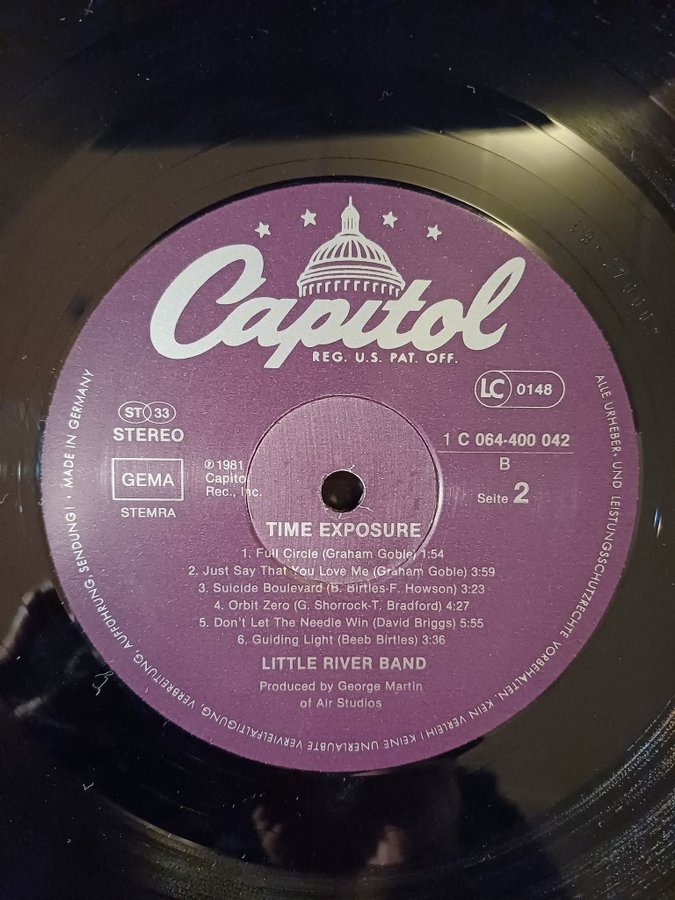 Capitol
REG. U.S. PAT. OFF.
LC 0148
ST 33
STEREO
GEMA
STEMRA
℗ 1981
Capito
Rec., Inc.
1 C 064-400 042
B
Seite 2
TIME EXPOSURE
1. Full Circle (Graham Goble) 1:54
2. Just Say That You Love Me (Graham Goble) 3:59
3. Suicide Boulevard (B. Birtles-F. Howson) 3:23
4. Orbit Zero (G. Shorrock-T. Bradford) 4:27
5. Don't Let The Needle Win (David Briggs) 5:55
6. Guiding Light (Beeb Birtles) 3:36
LITTLE RIVER BAND
Produced by George Martin
of Air Studios
ALLE URHEBER- UND LEISTUNGSSCHUTZRECHTE VORBEHALTEN. KEIN VERLEIH! KEINE UNERLAUBTE VERVIELFÄLTIGUNG, VERBREITUNG, AUFFÜHRUNG, SENDUNG! • MADE IN GERMANY